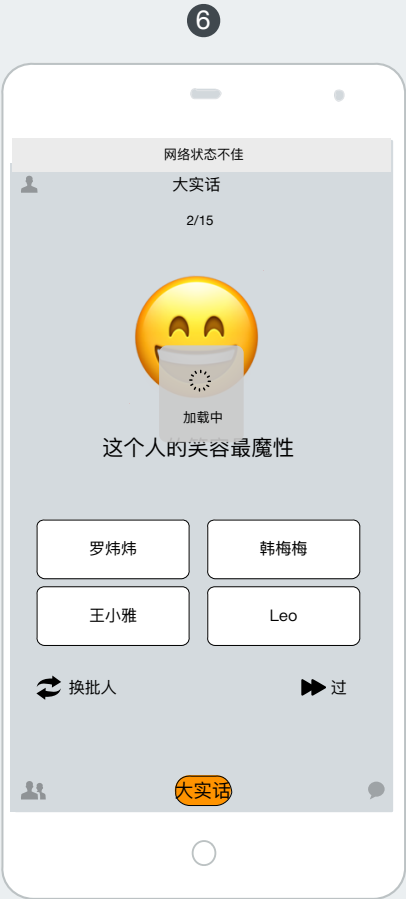 6
网络状态不佳
大实话
2/15
加载中
这个人的笑容最魔性
罗炜炜
韩梅梅
王小雅
Leo
换批人
过
大实话